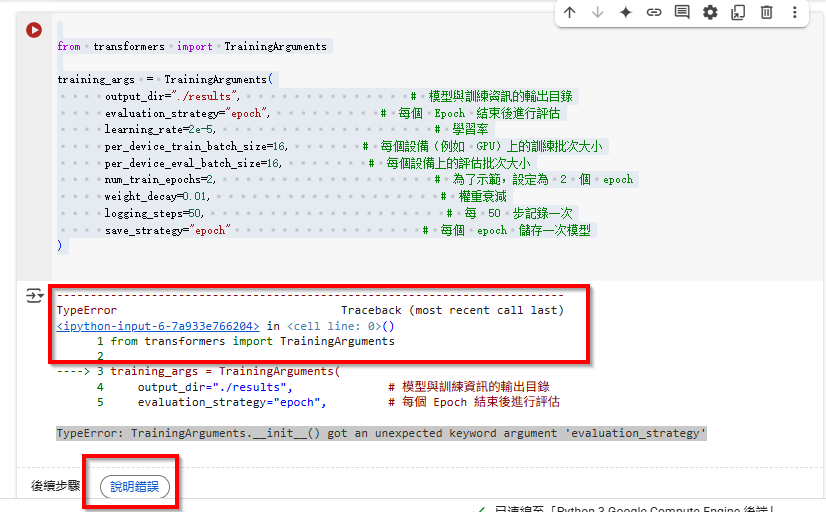 from transformers import TrainingArguments
training_args = TrainingArguments(
output_dir="./results", # 模型與訓練資訊的輸出目錄
evaluation_strategy="epoch", # 每個 Epoch 結束後進行評估
learning_rate=2e-5, # 學習率
per_device_train_batch_size=16, # 每個設備（例如 GPU）上的訓練批次大小
per_device_eval_batch_size=16, # 每個設備上的評估批次大小
num_train_epochs=2, # 為了示範，設定為 2 個 epoch
weight_decay=0.01, # 權重衰減
logging_steps=50, # 每 50 步記錄一次
save_strategy="epoch" # 每個 epoch 儲存一次模型
)
---------------------------------------------------------------------------
TypeError Traceback (most recent call last)
<ipython-input-6-7a933e766204> in <cell line: 0>()
1 from transformers import TrainingArguments
2
----> 3 training_args = TrainingArguments(
4 output_dir="./results", # 模型與訓練資訊的輸出目錄
5 evaluation_strategy="epoch", # 每個 Epoch 結束後進行評估
TypeError: TrainingArguments.__init__() got an unexpected keyword argument 'evaluation_strategy'
後續步驟 說明錯誤
已連線至「Python 3 Google Compute Engine 後端」